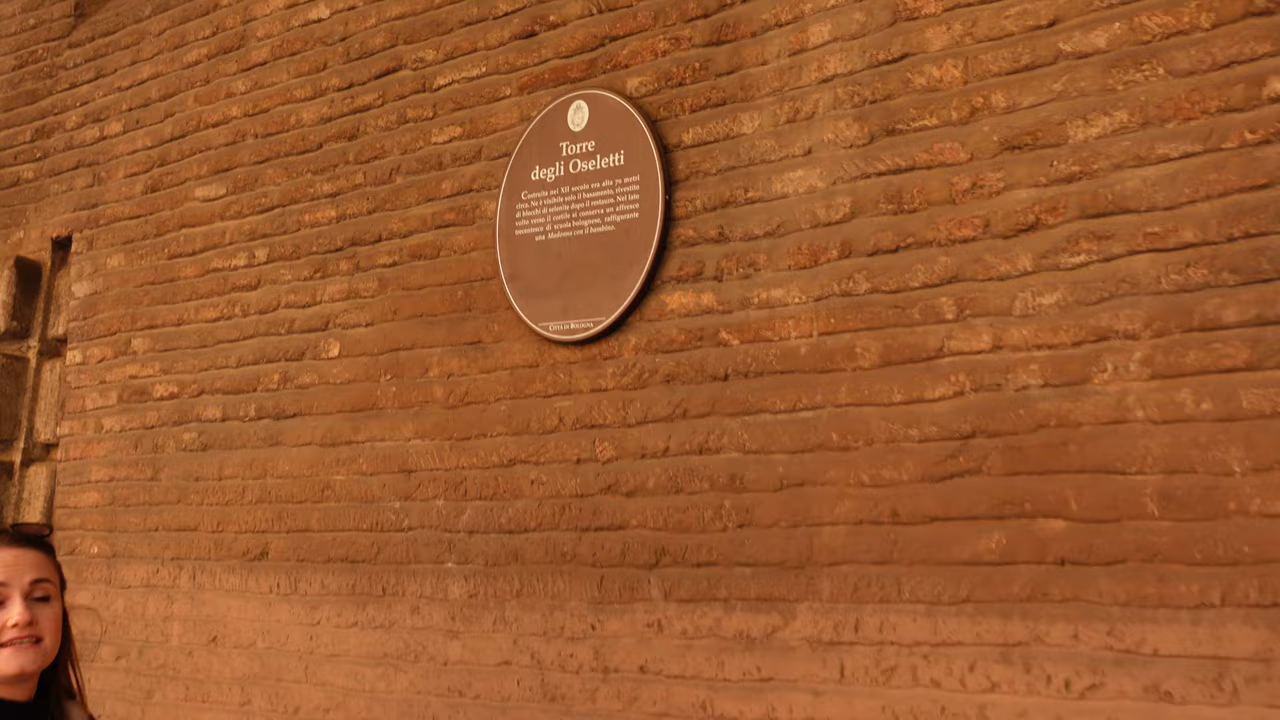 Torre
degli Oseletti
Costruita nel XII secolo era alta 70 metri
circa. Ne è visibile solo il basamento, rivestito
di blocchi di selenite dopo il restauro. Nel lato
volto verso il cortile si conserva un affresco
trecentesco di scuola bolognese, raffigurante
una Madonna con il bambino.
CITTÀ DI BOLOGNA